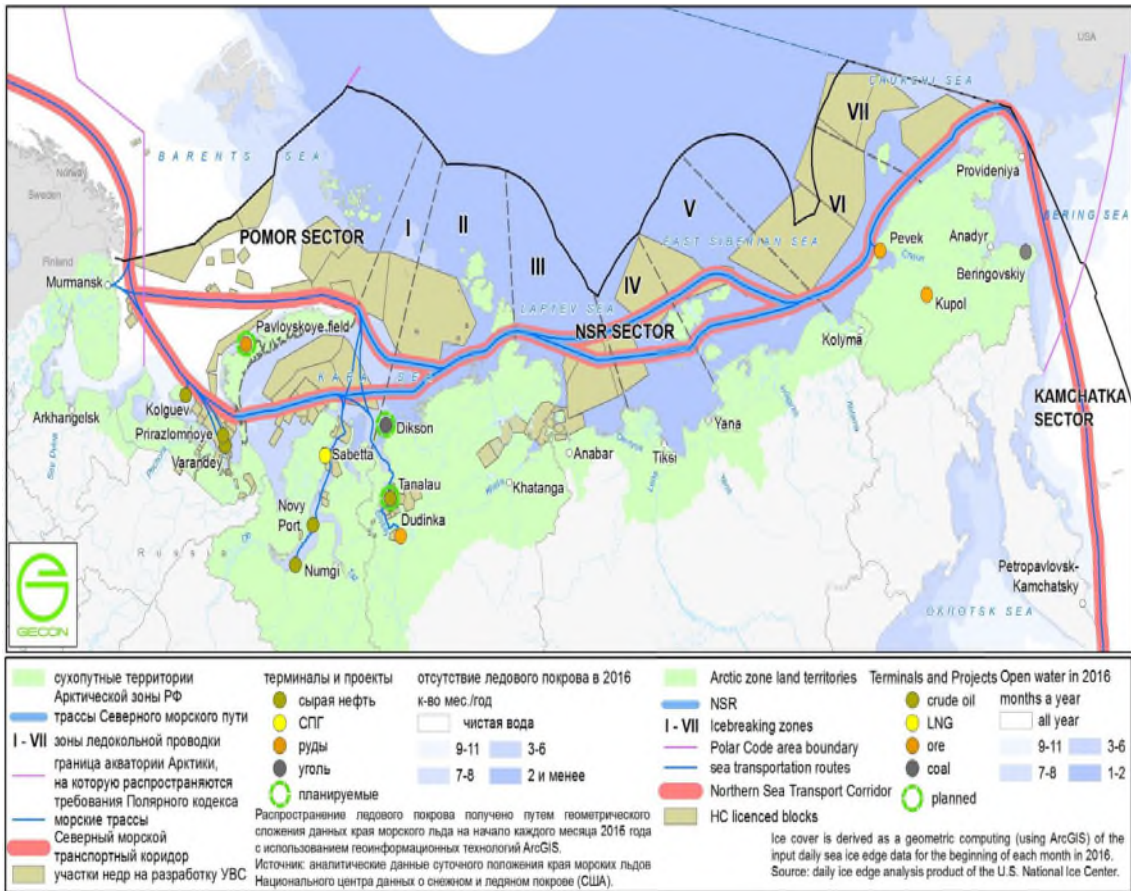 USA
CHUKCHI SEA
VII
BARENTS SEA
Norway
Sweden
Finland
POMOR SECTOR
I
II
III
IV
V
VI
EAST SIBERIAN SEA
LAPTEV SEA
NSR SECTOR
KARA SEA
Provideniya
BERING SEA
Anadyr
Beringovskiy
Pevek
Kupol
Kolyma
KAMCHATKA
SECTOR
Murmansk
Pavlovskoye field
Arkhangelsk
Kolguev
Prirazlomnoye
Varandey
Dikson
Sabetta
Tanalau
Dudinka
Novy
Port
Numgi
Khatanga
Anabar
Tiksi
Yana
Russia
Petropavlovsk-
Kamchatsky
OKHOTSK SEA
GECON
сухопутные территории
Арктической зоны РФ
трассы Северного морского пути
I - VII зоны ледокольной проводки
граница акватории Арктики,
на которую распространяются
требования Полярного кодекса
морские трассы
Северный морской
транспортный коридор
участки недр на разработку УВС
терминалы и проекты
сырая нефть
СПГ
руды
уголь
планируемые
отсутствие ледового покрова в 2016
к-во мес./год
чистая вода
9-11 3-6
7-8 2 и менее
Распространение ледового покрова получено путем геометрического
сложения данных края морского льда на начало каждого месяца 2016 года
с использованием геоинформационных технологий ArcGIS.
Источник: аналитические данные суточного положения края морских льдов
Национального центра данных о снежном и ледяном покрове (США).
Arctic zone land territories
NSR
I - VII Icebreaking zones
Polar Code area boundary
sea transportation routes
Northern Sea Transport Corridor
HC licenced blocks
Terminals and Projects
crude oil
LNG
ore
coal
planned
Open water in 2016
months a year
all year
9-11 3-6
7-8 1-2
Ice cover is derived as a geometric computing (using ArcGIS) of the
input daily sea ice edge data for the beginning of each month in 2016.
Source: daily ice edge analysis product of the U.S. National Ice Center.